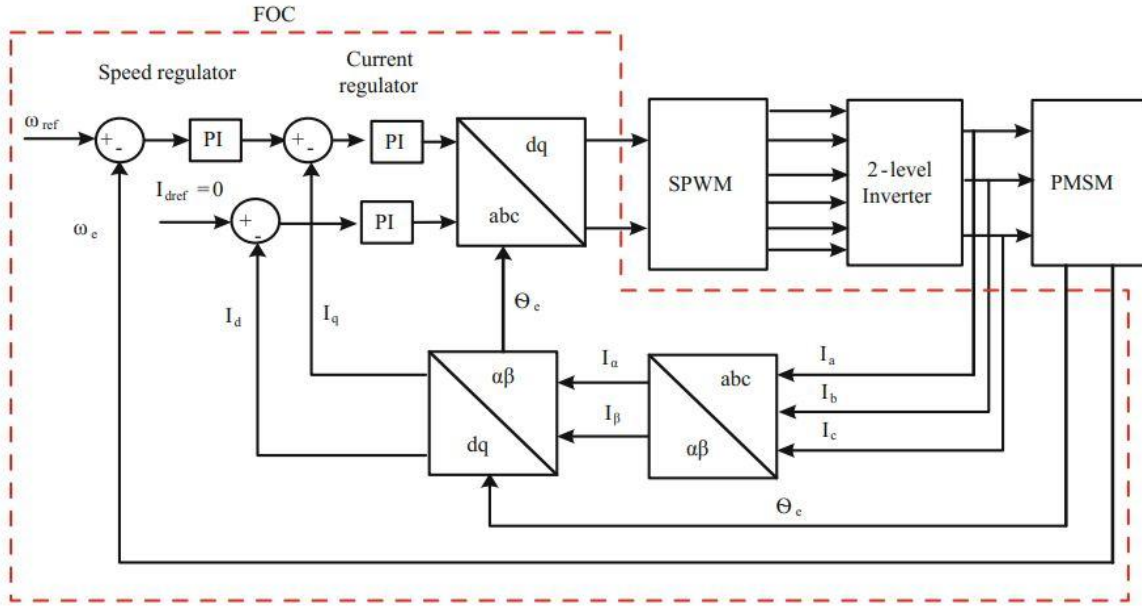 FOC
Speed regulator
Current
regulator
ω ref
+
-
PI
+
-
PI
dq
abc
SPWM
2-level
Inverter
PMSM
I dref = 0
+
-
PI
ω e
I d
I q
Θ e
αβ
dq
I α
I β
abc
αβ
I a
I b
I c
Θ e